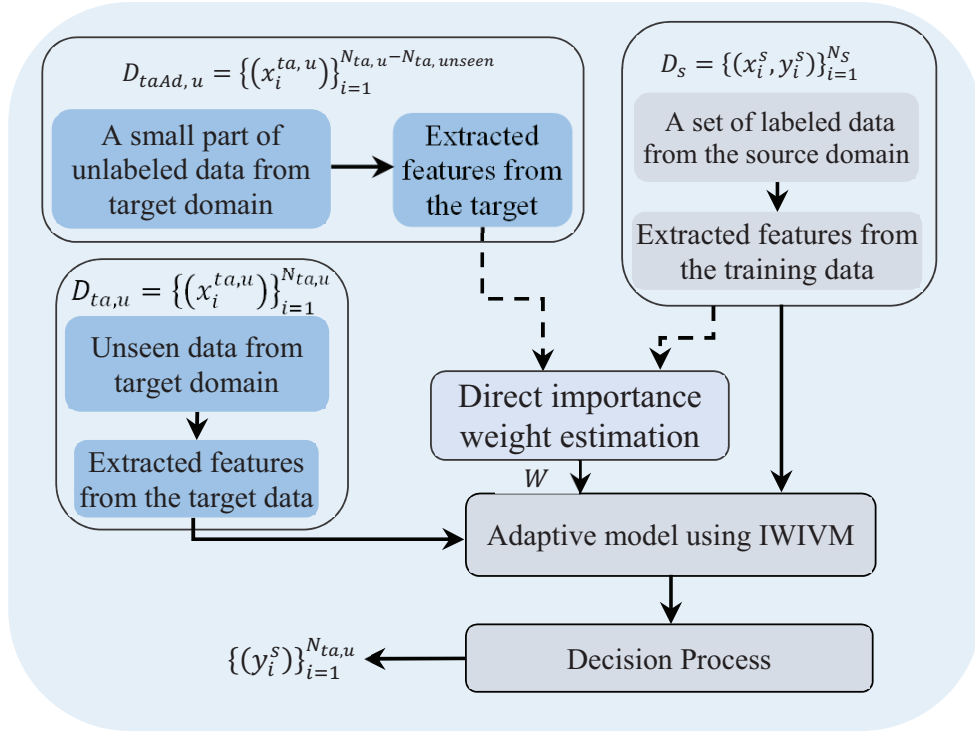 D_{taAd, u} = {(x_i^{ta, u})}_{i=1}^{N_{ta, u}−N_{ta, unseen}}
A small part of
unlabeled data from
target domain
Extracted
features from
the target
D_s = {(x_i^s, y_i^s)}_{i=1}^{N_s}
A set of labeled data
from the source domain
Extracted features from
the training data
D_{ta,u} = {(x_i^{ta,u})}_{i=1}^{N_{ta,u}}
Unseen data from
target domain
Extracted features
from the target data
Direct importance
weight estimation
W
Adaptive model using IWIVM
Decision Process
{(y_i^s)}_{i=1}^{N_{ta,u}}